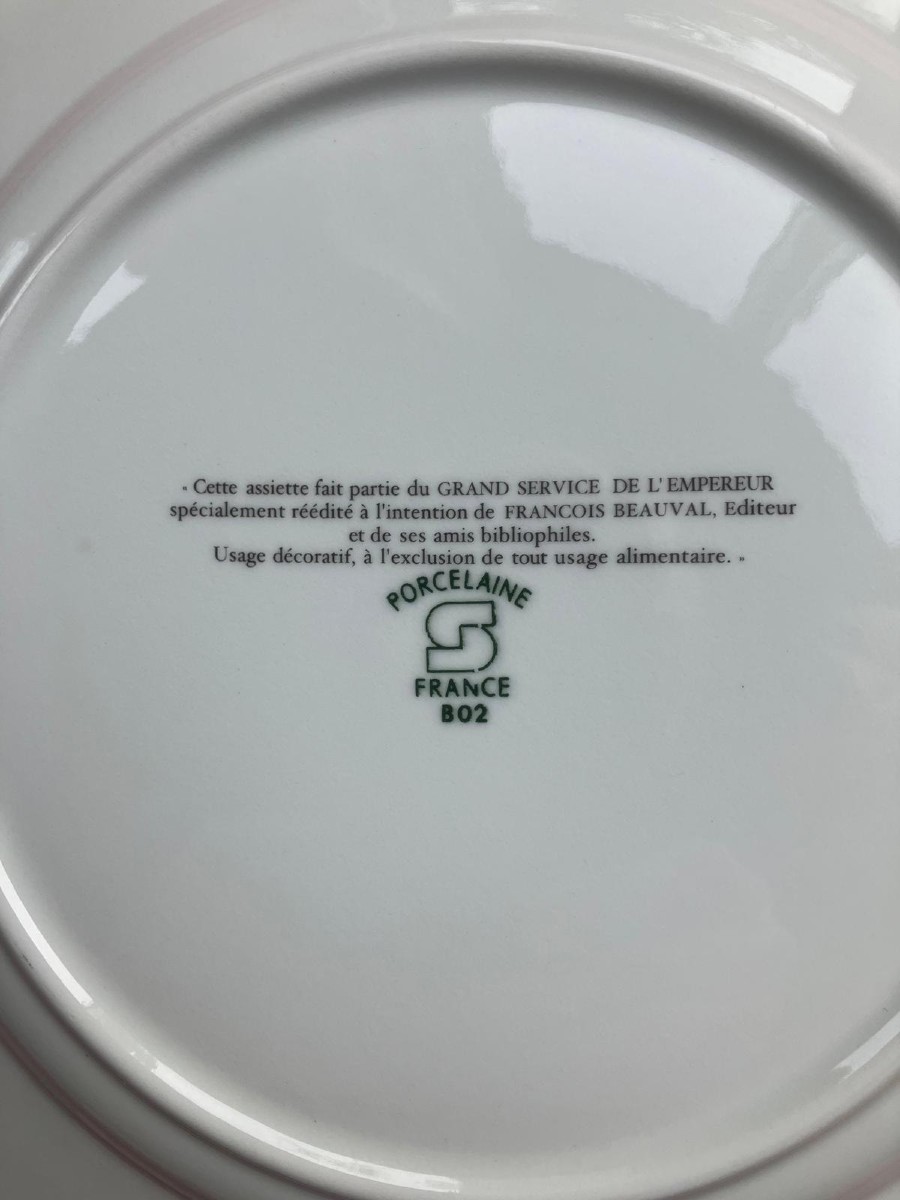 " Cette assiette fait partie du GRAND SERVICE DE L'EMPEREUR
spécialement réédité à l'intention de FRANCOIS BEAUVAL, Editeur
et de ses amis bibliophiles.
Usage décoratif, à l'exclusion de tout usage alimentaire. "
PORCELAINE
S
FRANCE
B02